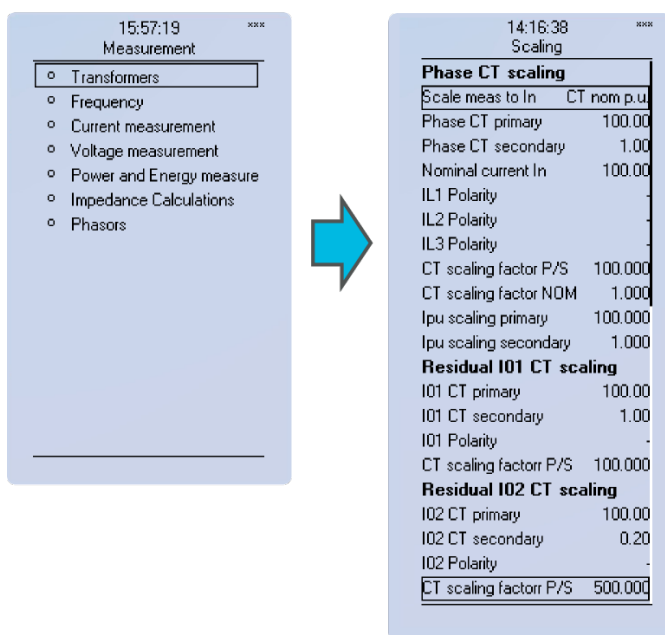 15:57:19 xxx
Measurement
Transformers
Frequency
Current measurement
Voltage measurement
Power and Energy measure
Impedance Calculations
Phasors
14:16:38 xxx
Scaling
Phase CT scaling
Scale meas to In CT nom p.u.
Phase CT primary 100.00
Phase CT secondary 1.00
Nominal current In 100.00
IL1 Polarity -
IL2 Polarity -
IL3 Polarity -
CT scaling factor P/S 100.000
CT scaling factor NOM 1.000
Ipu scaling primary 100.000
Ipu scaling secondary 1.000
Residual I01 CT scaling
I01 CT primary 100.00
I01 CT secondary 1.00
I01 Polarity -
CT scaling factorr P/S 100.000
Residual I02 CT scaling
I02 CT primary 100.00
I02 CT secondary 0.20
I02 Polarity -
CT scaling factorr P/S 500.000